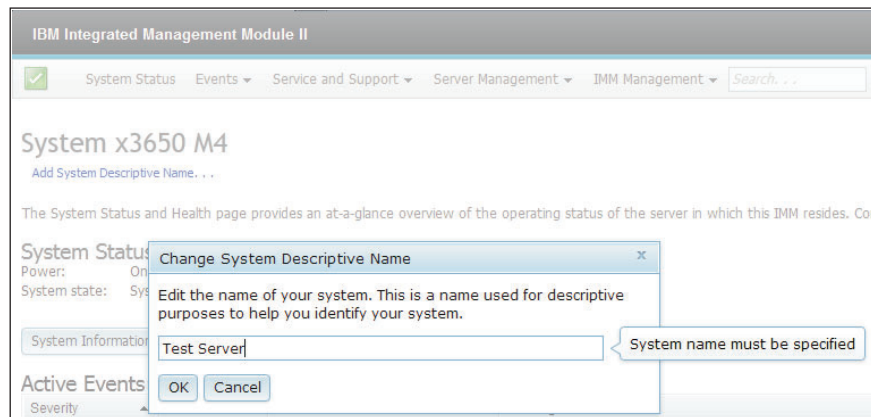 IBM Integrated Management Module II
System Status Events Service and Support Server Management IMM Management Search. . .
System x3650 M4
Add System Descriptive Name. . .
The System Status and Health page provides an at-a-glance overview of the operating status of the server in which this IMM resides. Co
System Status
Power: On
System state: Sys
Change System Descriptive Name x
Edit the name of your system. This is a name used for descriptive
purposes to help you identify your system.
System Information
Test Server
System name must be specified
OK Cancel
Active Events
Severity